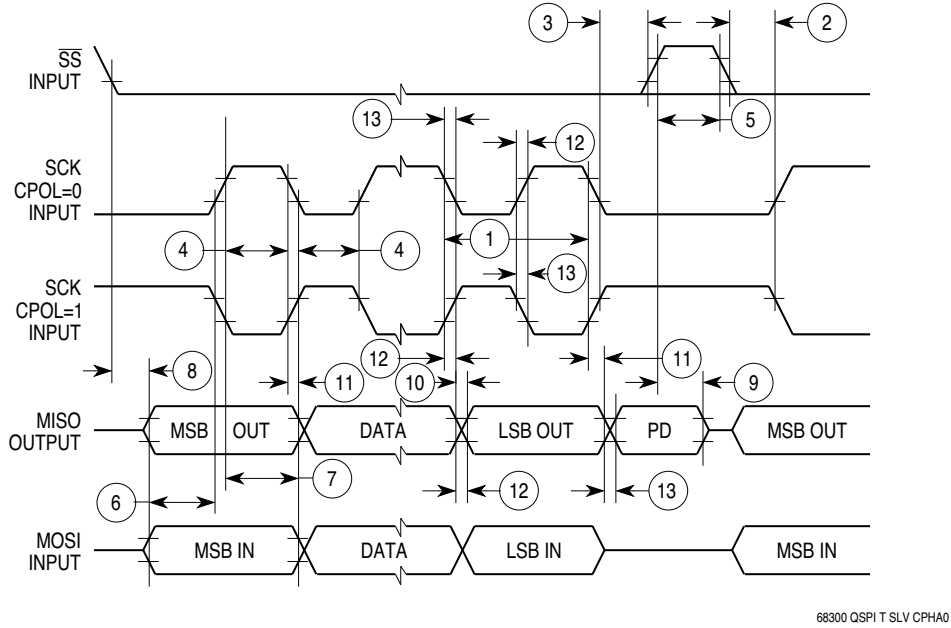 3
2
SS
INPUT
13
12
5
SCK
CPOL=0
INPUT
4
4
1
13
SCK
CPOL=1
INPUT
8
11
12
10
11
9
MISO
OUTPUT
MSB OUT
DATA
LSB OUT
PD
MSB OUT
6
7
12
13
MOSI
INPUT
MSB IN
DATA
LSB IN
MSB IN
68300 QSPI T SLV CPHA0